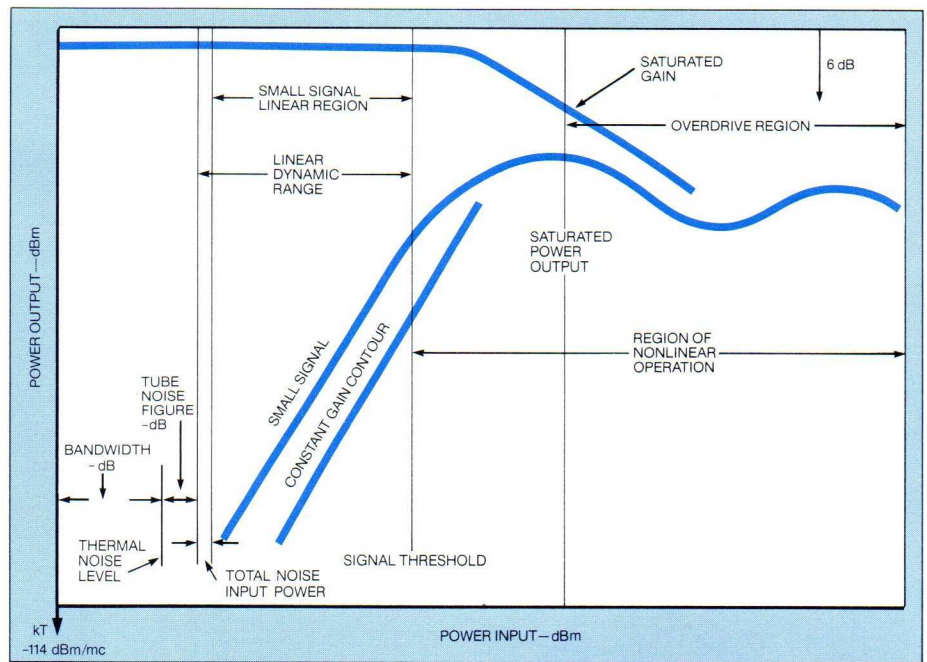 SATURATED
GAIN
6 dB
SMALL SIGNAL
LINEAR REGION
OVERDRIVE REGION
LINEAR
DYNAMIC
RANGE
SATURATED
POWER
OUTPUT
POWER OUTPUT—dBm
REGION OF
NONLINEAR
OPERATION
SMALL SIGNAL
CONSTANT GAIN CONTOUR
TUBE
NOISE
FIGURE
-dB
BANDWIDTH
- dB
THERMAL
NOISE
LEVEL
TOTAL NOISE
INPUT POWER
SIGNAL THRESHOLD
kT
-114 dBm/mc
POWER INPUT—dBm